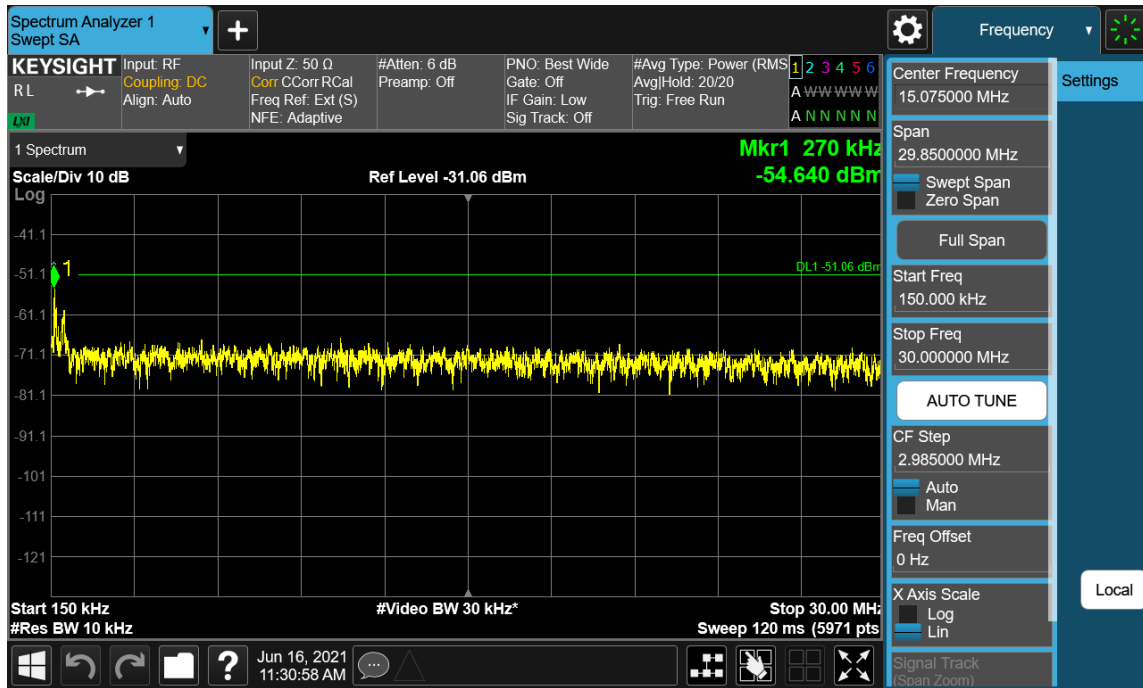 Spectrum Analyzer 1
Swept SA
+
Frequency
KEYSIGHT
R L
LXI
Input: RF
Coupling: DC
Align: Auto
Input Z: 50 Ω
Corr CCorr RCal
Freq Ref: Ext (S)
NFE: Adaptive
#Atten: 6 dB
Preamp: Off
PNO: Best Wide
Gate: Off
IF Gain: Low
Sig Track: Off
#Avg Type: Power (RMS
Avg|Hold: 20/20
Trig: Free Run
1 2 3 4 5 6
A W W W W W
A N N N N N
1 Spectrum
Mkr1 270 kHz
Scale/Div 10 dB
Ref Level -31.06 dBm
-54.640 dBm
Log
-41.1
-51.1
1
DL1 -51.06 dBm
-61.1
-71.1
-81.1
-91.1
-101
-111
-121
Start 150 kHz
#Video BW 30 kHz*
Stop 30.00 MHz
#Res BW 10 kHz
Sweep 120 ms (5971 pts
Center Frequency
15.075000 MHz
Span
29.8500000 MHz
Swept Span
Zero Span
Full Span
Start Freq
150.000 kHz
Stop Freq
30.000000 MHz
AUTO TUNE
CF Step
2.985000 MHz
Auto
Man
Freq Offset
0 Hz
X Axis Scale
Log
Lin
Signal Track
(Span Zoom)
Settings
Local
?
Jun 16, 2021
11:30:58 AM